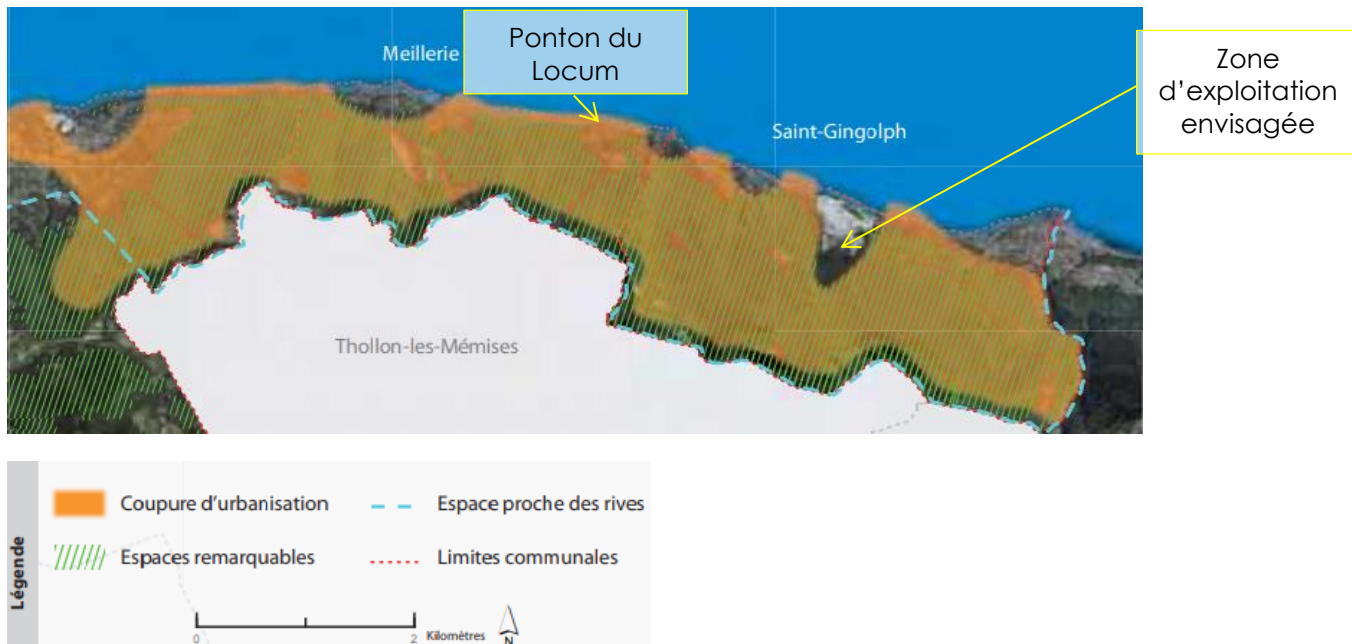 Meillerie
Ponton du
Locum
Zone
d’exploitation
envisagée
Saint-Gingolph
Thollon-les-Mémises
Légende
Coupure d’urbanisation
Espace proche des rives
Espaces remarquables
Limites communales
0
2 Kilomètres
N